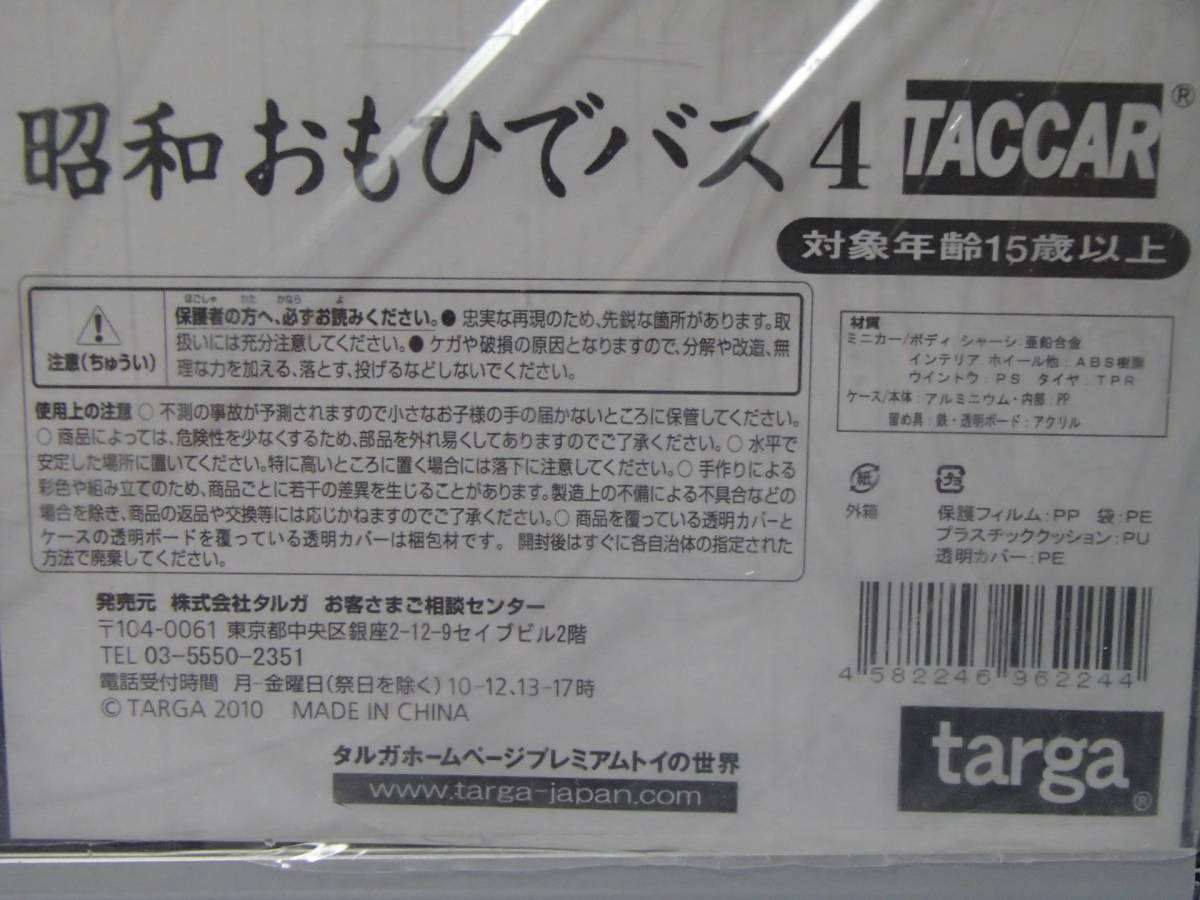 昭和 おもひでバス 4 TACCAR®
対象年齢15歳以上
注意(ちゅうい)
ほごしゃ かた かなら よ
保護者の方へ、必ずお読みください。● 忠実な再現のため、先鋭な箇所があります。取
扱いには充分注意してください。● ケガや破損の原因となりますので、分解や改造、無
理な力を加える、落とす、投げるなどしないでください。
使用上の注意 ○ 不測の事故が予測されますので小さなお子様の手の届かないところに保管してください。
○ 商品によっては、危険性を少なくするため、部品を外れ易くしてありますのでご了承ください。○ 水平で
安定した場所に置いてください。特に高いところに置く場合には落下に注意してください。○ 手作りによる
彩色や組み立てのため、商品ごとに若干の差異を生じることがあります。製造上の不備による不具合などの
場合を除き、商品の返品や交換等には応じかねますのでご了承ください。○ 商品を覆っている透明カバーと
ケースの透明ボードを覆っている透明カバーは梱包材です。 開封後はすぐに各自治体の指定された
方法で廃棄してください。
材質
ミニカー/ボディ シャーシ:亜鉛合金
インテリア ホイール他:ABS樹脂
ウイントウ:PS タイヤ:TPR
ケース/本体:アルミニウム・内部:PP
留め具:鉄・透明ボード:アクリル
紙
外箱
プラ
保護フィルム:PP 袋:PE
プラスチッククッション:PU
透明カバー:PE
発売元 株式会社タルガ お客さまご相談センター
〒104-0061 東京都中央区銀座2-12-9セイブビル2階
TEL 03-5550-2351
電話受付時間 月-金曜日(祭日を除く)10-12、13-17時
© TARGA 2010 MADE IN CHINA
4 582246 962244
タルガホームページプレミアムトイの世界
www.targa-japan.com
targa®